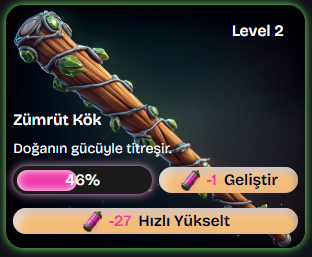 Level 2
Zümrüt Kök
Doğanın gücüyle titreşir.
46%
-1 Geliştir
-27 Hızlı Yükselt